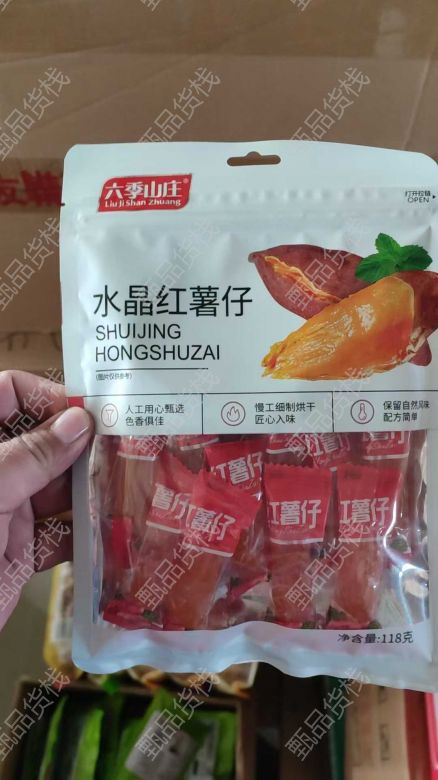 六季山庄®
Liu Ji Shan Zhuang
打开拉链
OPEN
水晶红薯仔
SHUIJING
HONGSHUZAI
(图片仅供参考)
人工用心甄选
色香俱佳
慢工细制烘干
匠心入味
保留自然风味
配方简单
红薯仔
薯仔
薯仔
红薯仔
红薯仔
净含量:118克
甄品货栈